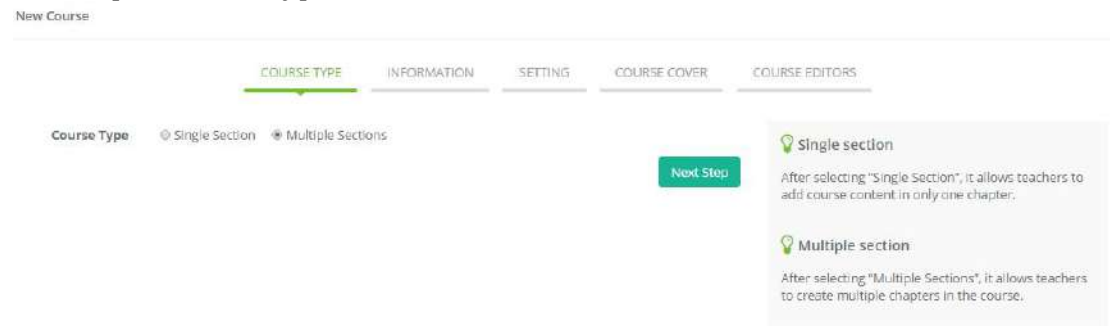 New Course
COURSE TYPE INFORMATION SETTING COURSE COVER COURSE EDITORS
Course Type Single Section Multiple Sections
Next Step
Single section
After selecting "Single Section", it allows teachers to
add course content in only one chapter.
Multiple section
After selecting "Multiple Sections", it allows teachers
to create multiple chapters in the course.